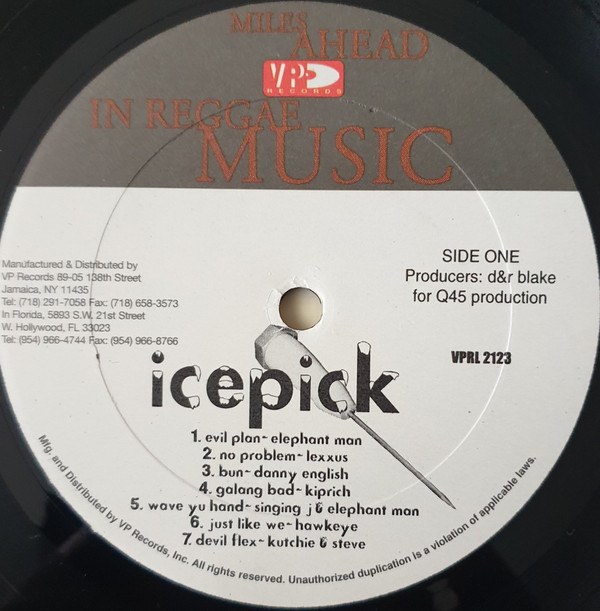 MILES
AHEAD
VP
RECORDS
IN REGGAE
MUSIC
Manufactured & Distributed by
VP Records 89-05 138th Street
Jamaica, NY 11435
Tel: (718) 291-7058 Fax: (718) 658-3573
In Florida, 5893 S.W. 21st Street
W. Hollywood, FL 33023
Tel: (954) 966-4744 Fax: (954) 966-8766
SIDE ONE
Producers: d&r blake
for Q45 production
VPRL 2123
icepick
1. evil plan~elephant man
2. no problem~lexxus
3. bun~danny english
4. galang bad~kiprich
5. wave yu hand~singing j & elephant man
6. just like we~hawkeye
7. devil flex~kutchie & steve
Mfg. and Distributed by VP Records, Inc. All rights reserved. Unauthorized duplication is a violation of applicable laws.